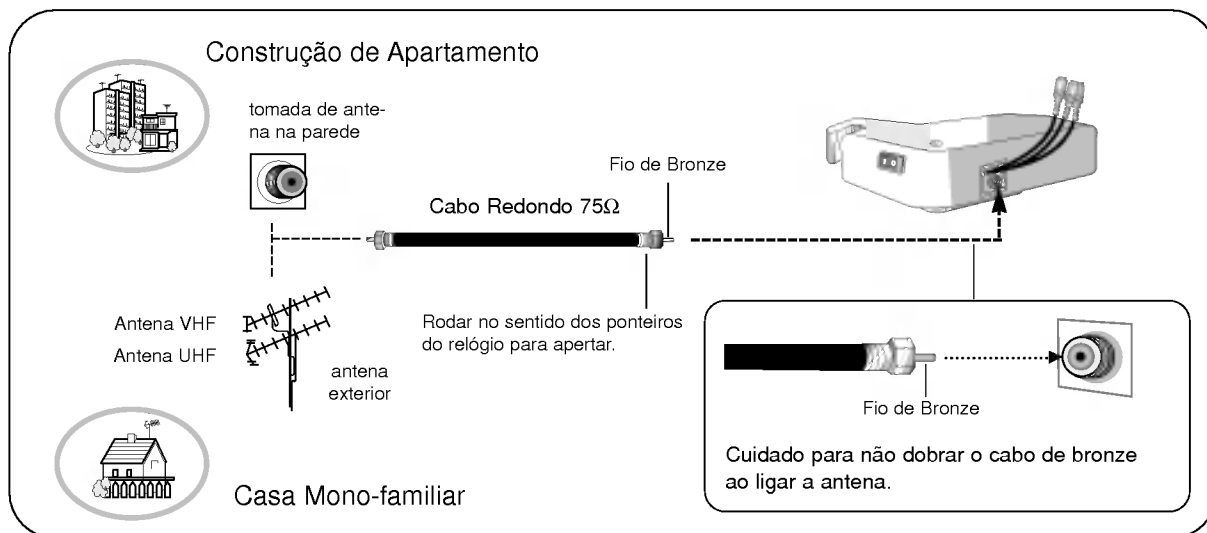 Construção de Apartamento
tomada de ante-
na na parede
Fio de Bronze
Cabo Redondo 75Ω
Antena VHF
Antena UHF
antena
exterior
Rodar no sentido dos ponteiros
do relógio para apertar.
Fio de Bronze
Cuidado para não dobrar o cabo de bronze
ao ligar a antena.
Casa Mono-familiar